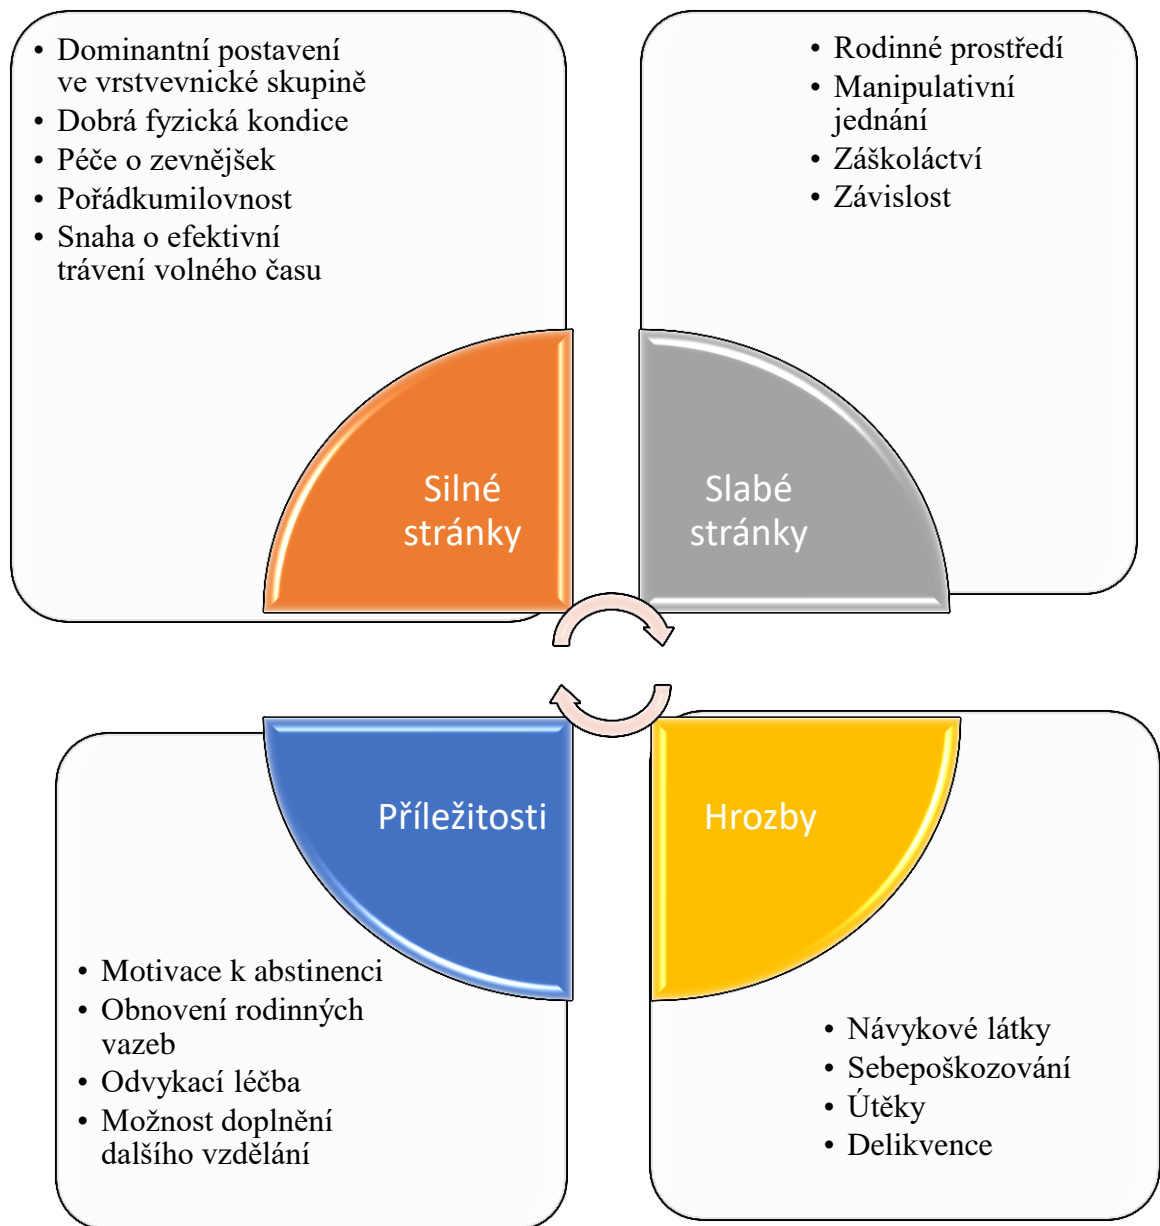 • Dominantní postavení
ve vrstvevnické skupině
• Dobrá fyzická kondice
• Péče o zevnějšek
• Pořádkumilovnost
• Snaha o efektivní
trávení volného času
• Rodinné prostředí
• Manipulativní
jednání
• Záškoláctví
• Závislost
Silné
stránky
Slabé
stránky
Příležitosti
Hrozby
• Motivace k abstinenci
• Obnovení rodinných
vazeb
• Odvykací léčba
• Možnost doplnění
dalšího vzdělání
• Návykové látky
• Sebepoškozování
• Útěky
• Delikvence